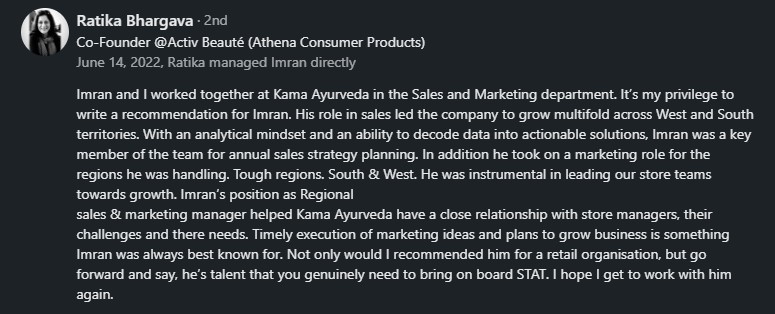 Ratika Bhargava · 2nd
Co-Founder @Activ Beauté (Athena Consumer Products)
June 14, 2022, Ratika managed Imran directly
Imran and I worked together at Kama Ayurveda in the Sales and Marketing department. It's my privilege to
write a recommendation for Imran. His role in sales led the company to grow multifold across West and South
territories. With an analytical mindset and an ability to decode data into actionable solutions, Imran was a key
member of the team for annual sales strategy planning. In addition he took on a marketing role for the
regions he was handling. Tough regions. South & West. He was instrumental in leading our store teams
towards growth. Imran's position as Regional
sales & marketing manager helped Kama Ayurveda have a close relationship with store managers, their
challenges and there needs. Timely execution of marketing ideas and plans to grow business is something
Imran was always best known for. Not only would I recommended him for a retail organisation, but go
forward and say, he's talent that you genuinely need to bring on board STAT. I hope I get to work with him
again.